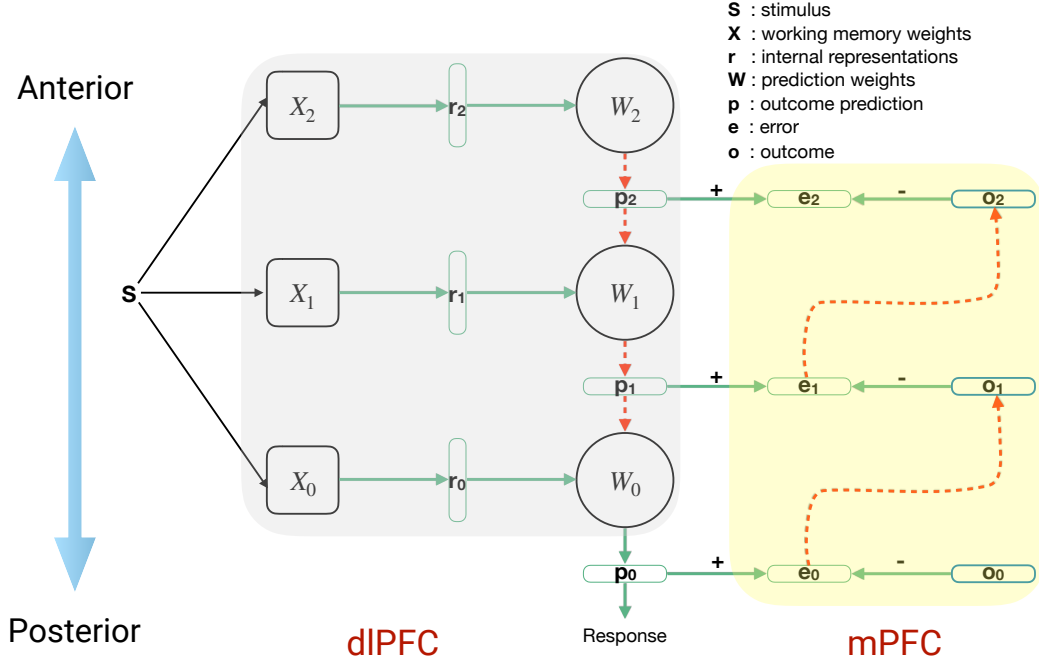 S : stimulus
X : working memory weights
r : internal representations
W : prediction weights
p : outcome prediction
e : error
o : outcome
Anterior
X₂
r₂
W₂
p₂
+
e₂
-
o₂
S
X₁
r₁
W₁
p₁
+
e₁
-
o₁
X₀
r₀
W₀
p₀
+
e₀
-
o₀
Posterior
Response
dlPFC
mPFC